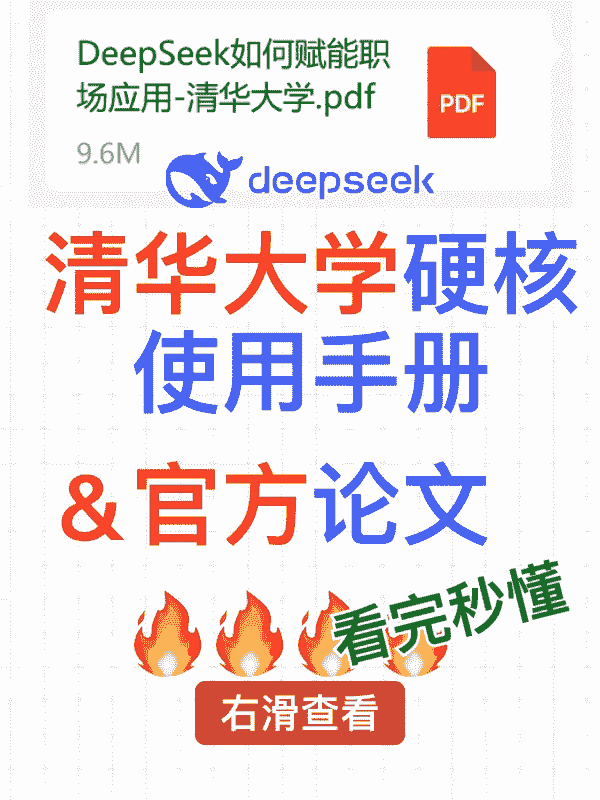 DeepSeek如何赋能职
场应用-清华大学.pdf
PDF
9.6M
deepseek
清华大学硬核
使用手册
&官方论文
看完秒懂
右滑查看